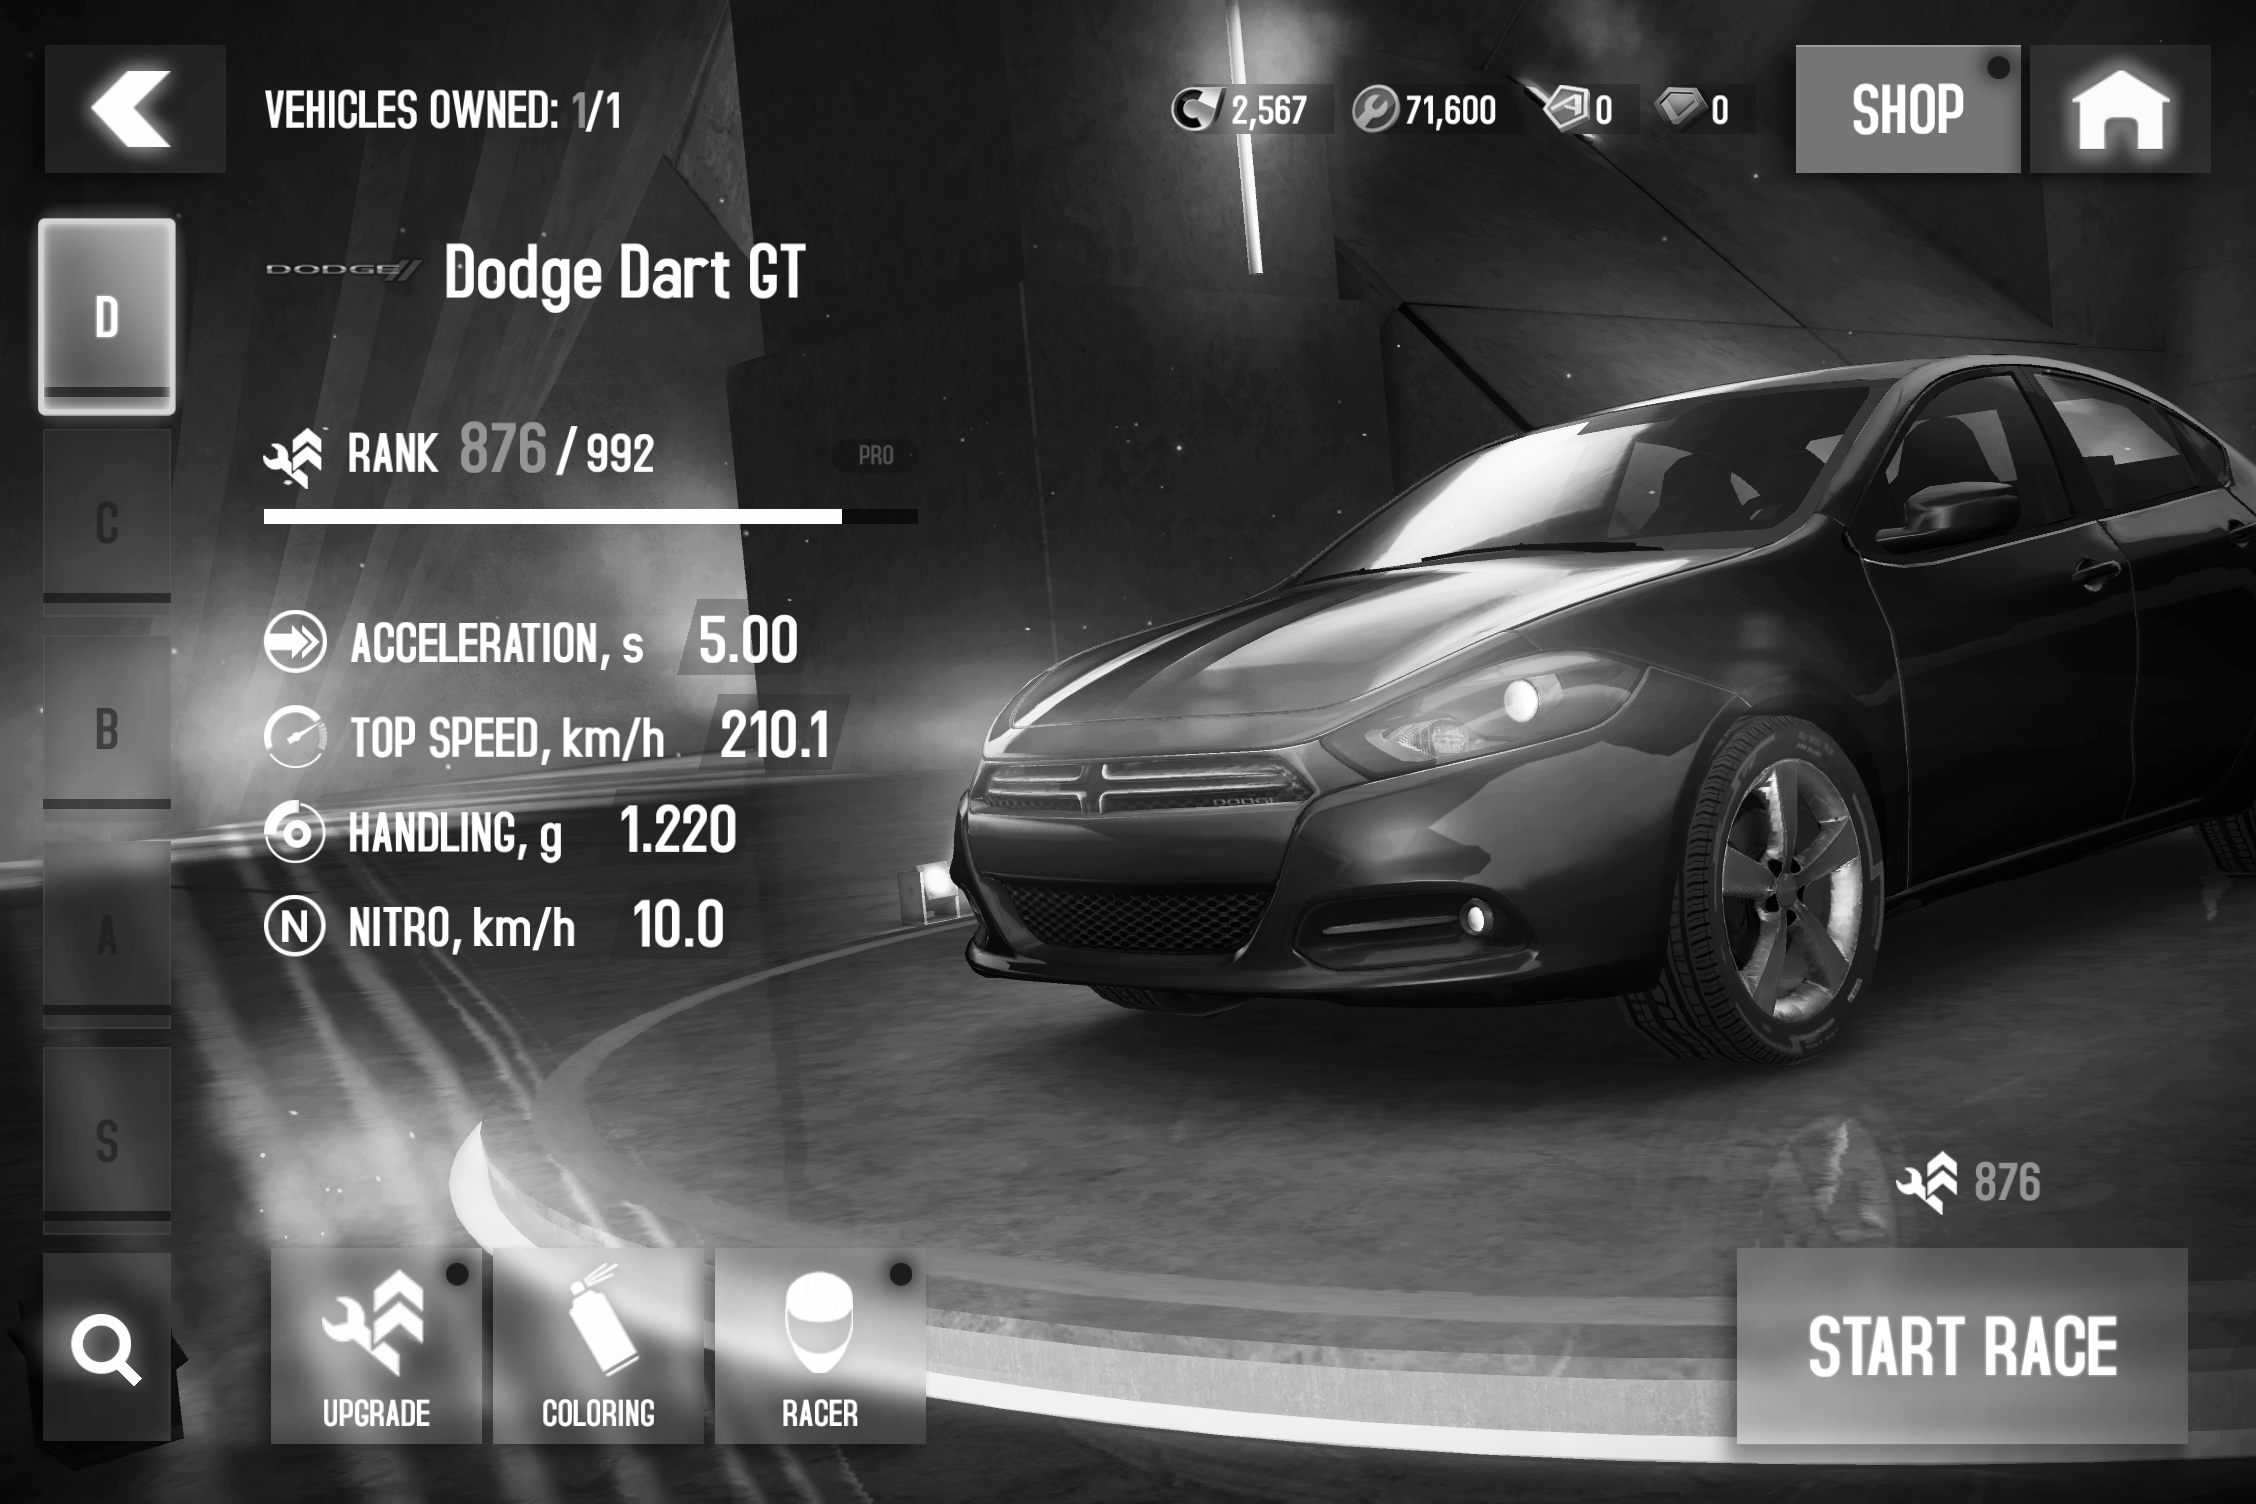 VEHICLES OWNED: 1/1
2,567
71,600
0
0
SHOP
D
C
B
A
S
DODGE
Dodge Dart GT
RANK 876 / 992
PRO
ACCELERATION, s 5.00
TOP SPEED, km/h 210.1
HANDLING, g 1.220
N NITRO, km/h 10.0
DODGE
876
UPGRADE
COLORING
RACER
START RACE